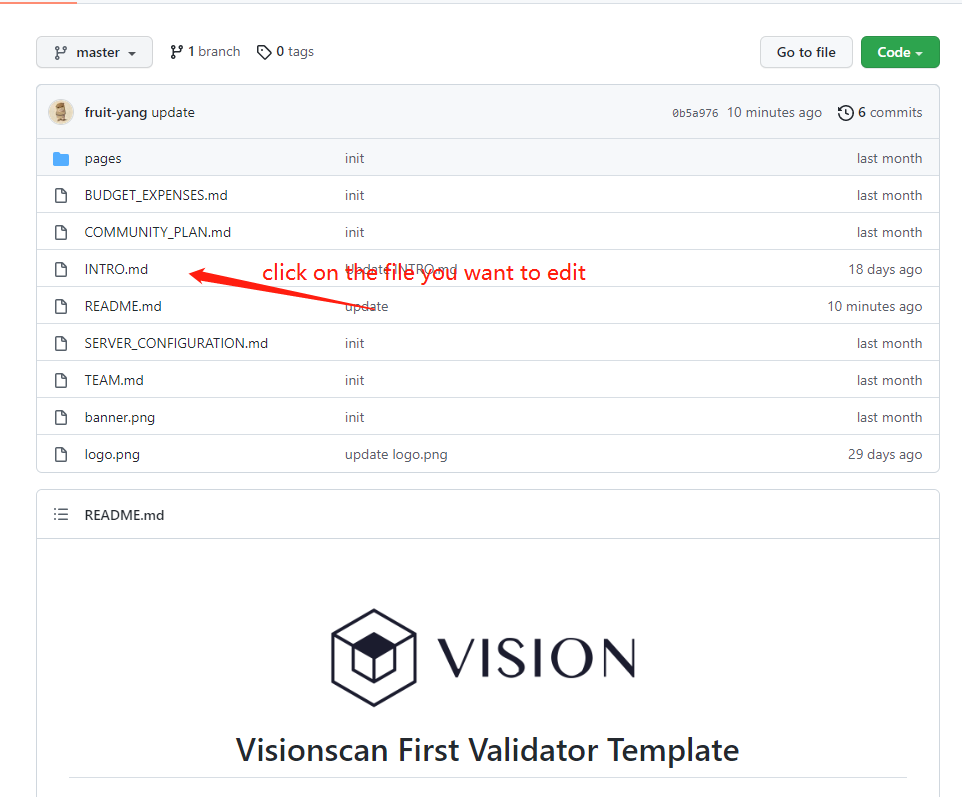 master 1 branch 0 tags Go to file Code
fruit-yang update 0b5a976 10 minutes ago 6 commits
pages init last month
BUDGET_EXPENSES.md init last month
COMMUNITY_PLAN.md init last month
INTRO.md Update INTRO.md 18 days ago
click on the file you want to edit
README.md update 10 minutes ago
SERVER_CONFIGURATION.md init last month
TEAM.md init last month
banner.png init last month
logo.png update logo.png 29 days ago
README.md
VISION
Visionscan First Validator Template